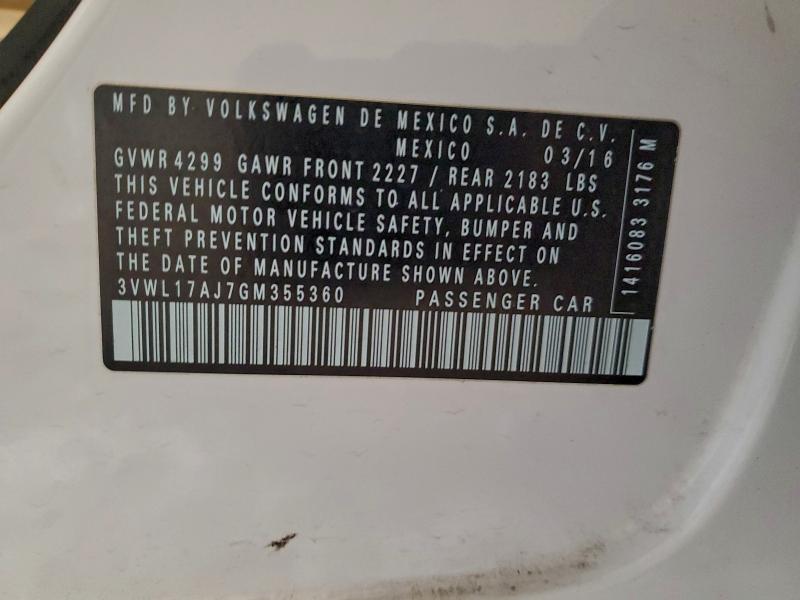 MFD BY VOLKSWAGEN DE MEXICO S.A. DE C.V.
MEXICO 03/16
GVWR 4299 GAWR FRONT 2227 / REAR 2183 LBS
THIS VEHICLE CONFORMS TO ALL APPLICABLE U.S.
FEDERAL MOTOR VEHICLE SAFETY, BUMPER AND
THEFT PREVENTION STANDARDS IN EFFECT ON
THE DATE OF MANUFACTURE SHOWN ABOVE.
3VWL17AJ7GM355360 PASSENGER CAR
1416083 3176 M